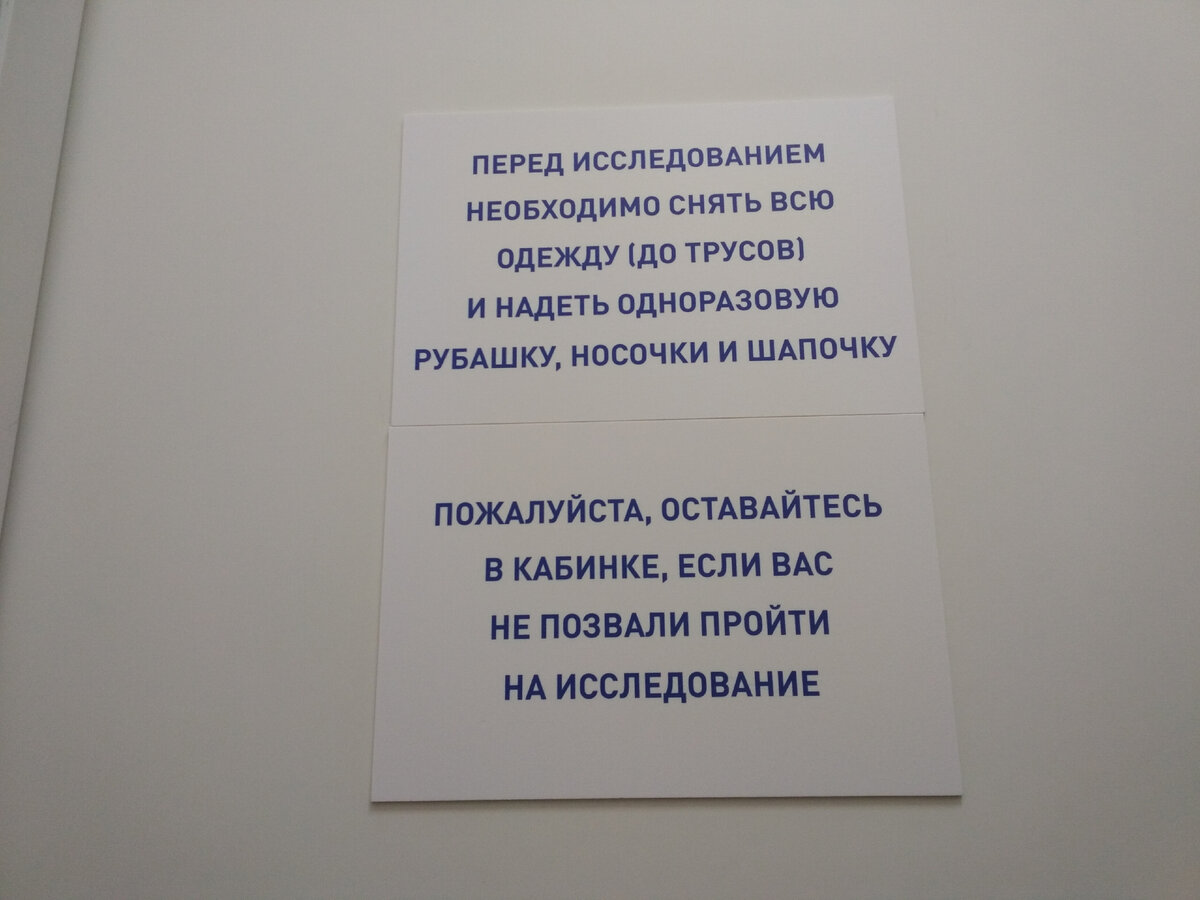 ПЕРЕД ИССЛЕДОВАНИЕМ
НЕОБХОДИМО СНЯТЬ ВСЮ
ОДЕЖДУ (ДО ТРУСОВ)
И НАДЕТЬ ОДНОРАЗОВУЮ
РУБАШКУ, НОСОЧКИ И ШАПОЧКУ
ПОЖАЛУЙСТА, ОСТАВАЙТЕСЬ
В КАБИНКЕ, ЕСЛИ ВАС
НЕ ПОЗВАЛИ ПРОЙТИ
НА ИССЛЕДОВАНИЕ